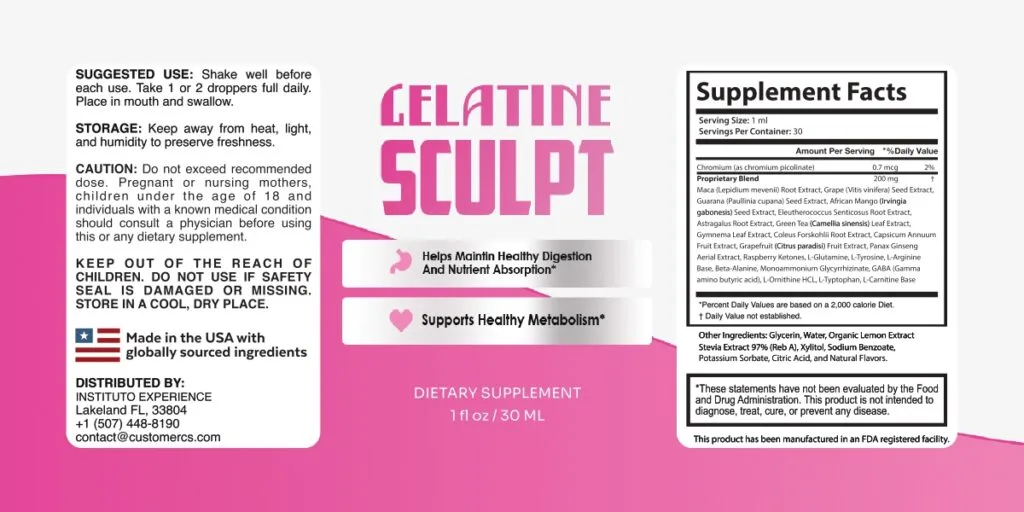 SUGGESTED USE: Shake well before
each use. Take 1 or 2 droppers full daily.
Place in mouth and swallow.
STORAGE: Keep away from heat, light,
and humidity to preserve freshness.
CAUTION: Do not exceed recommended
dose. Pregnant or nursing mothers,
children under the age of 18 and
individuals with a known medical condition
should consult a physician before using
this or any dietary supplement.
KEEP OUT OF THE REACH OF
CHILDREN. DO NOT USE IF SAFETY
SEAL IS DAMAGED OR MISSING.
STORE IN A COOL, DRY PLACE.
Made in the USA with
globally sourced ingredients
DISTRIBUTED BY:
INSTITUTO EXPERIENCE
Lakeland FL, 33804
+1 (507) 448-8190
contact@customercs.com
GELATINE
SCULPT
Helps Maintin Healthy Digestion
And Nutrient Absorption*
Supports Healthy Metabolism*
DIETARY SUPPLEMENT
1 fl oz / 30 ML
Supplement Facts
Serving Size: 1 ml
Servings Per Container: 30
Amount Per Serving *%Daily Value
Chromium (as chromium picolinate) 0.7 mcg 2%
Proprietary Blend 200 mg †
Maca (Lepidium mevenii) Root Extract, Grape (Vitis vinifera) Seed Extract,
Guarana (Paullinia cupana) Seed Extract, African Mango (Irvingia
gabonesis) Seed Extract, Eleutherococcus Senticosus Root Extract,
Astragalus Root Extract, Green Tea (Camellia sinensis) Leaf Extract,
Gymnema Leaf Extract, Coleus Forskohlii Root Extract, Capsicum Annuum
Fruit Extract, Grapefruit (Citrus paradisi) Fruit Extract, Panax Ginseng
Aerial Extract, Raspberry Ketones, L-Glutamine, L-Tyrosine, L-Arginine
Base, Beta-Alanine, Monoammonium Glycyrrhizinate, GABA (Gamma
amino butyric acid), L-Ornithine HCL, L-Typtophan, L-Carnitine Base
*Percent Daily Values are based on a 2,000 calorie Diet.
† Daily Value not established.
Other Ingredients: Glycerin, Water, Organic Lemon Extract
Stevia Extract 97% (Reb A), Xylitol, Sodium Benzoate,
Potassium Sorbate, Citric Acid, and Natural Flavors.
*These statements have not been evaluated by the Food
and Drug Administration. This product is not intended to
diagnose, treat, cure, or prevent any disease.
This product has been manufactured in an FDA registered facility.